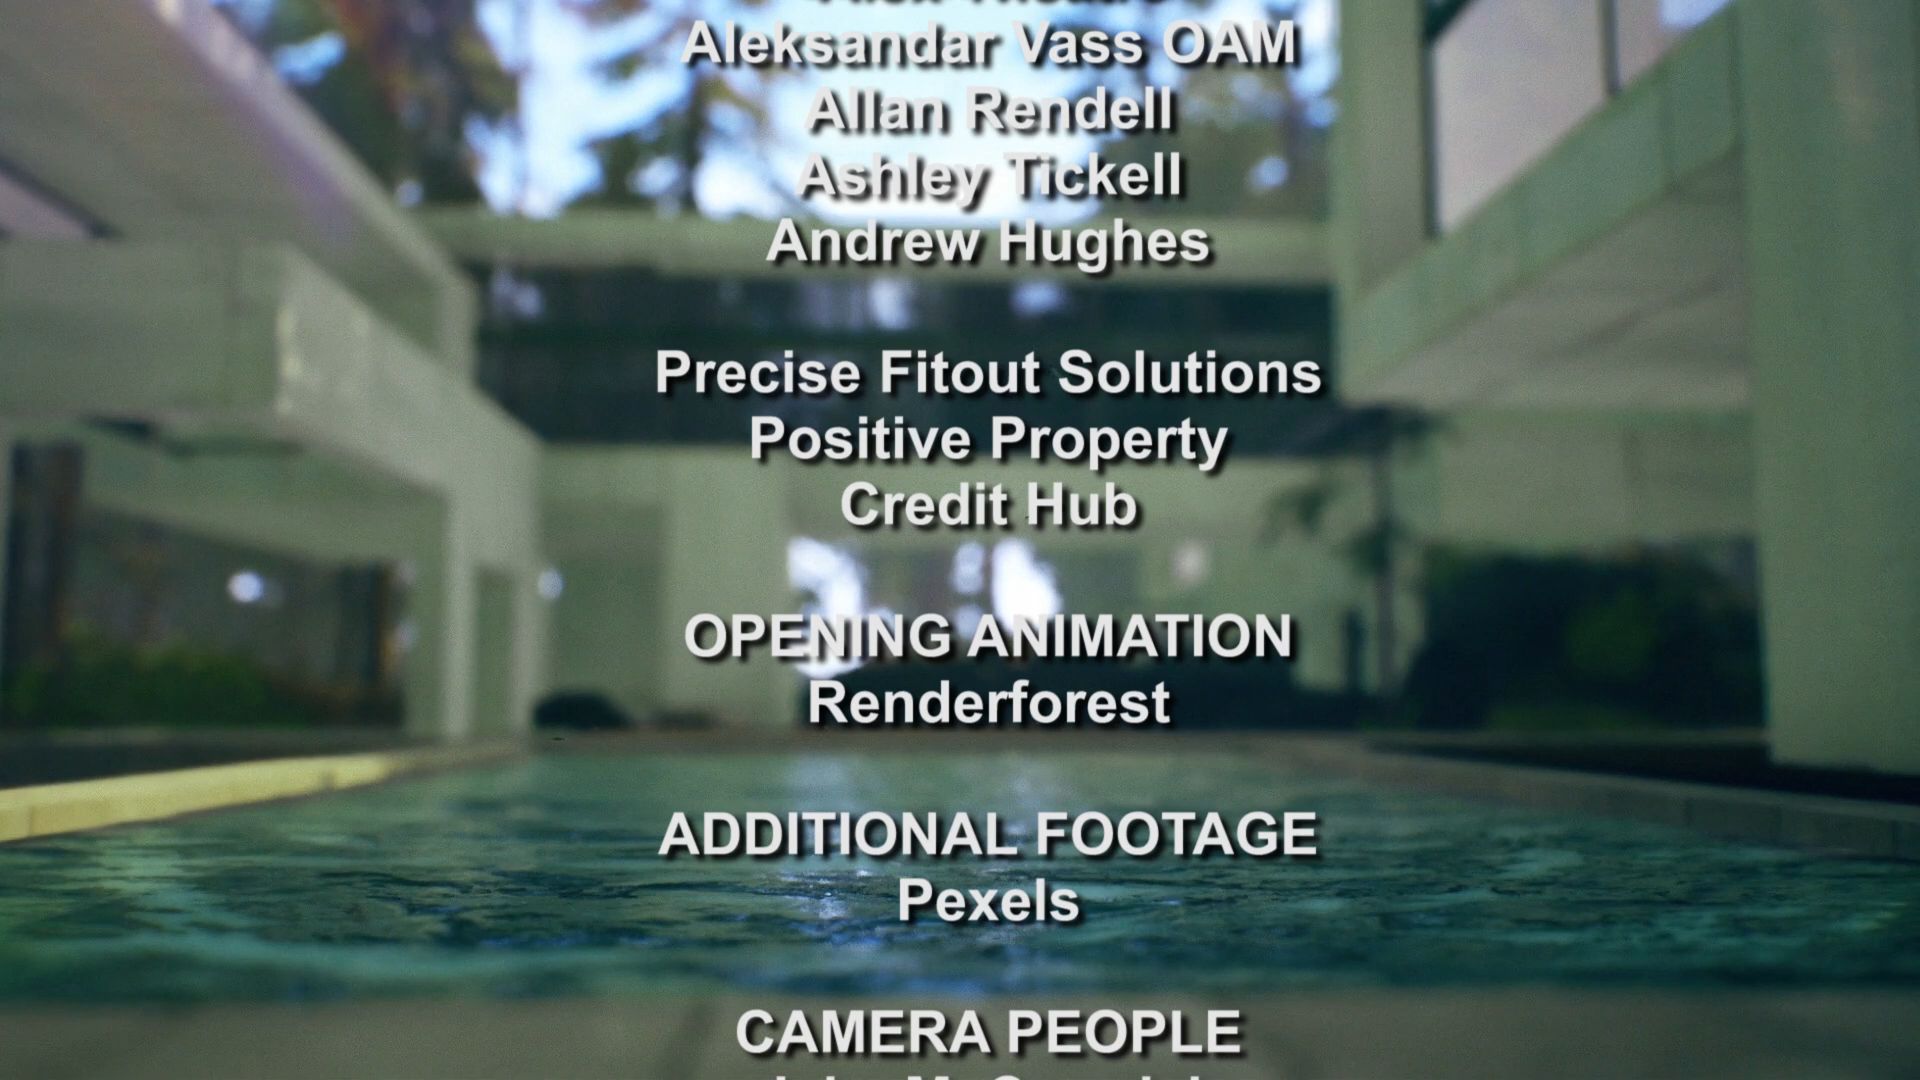 Aleksandar Vass OAM
Allan Rendell
Ashley Tickell
Andrew Hughes
Precise Fitout Solutions
Positive Property
Credit Hub
OPENING ANIMATION
Renderforest
ADDITIONAL FOOTAGE
Pexels
CAMERA PEOPLE